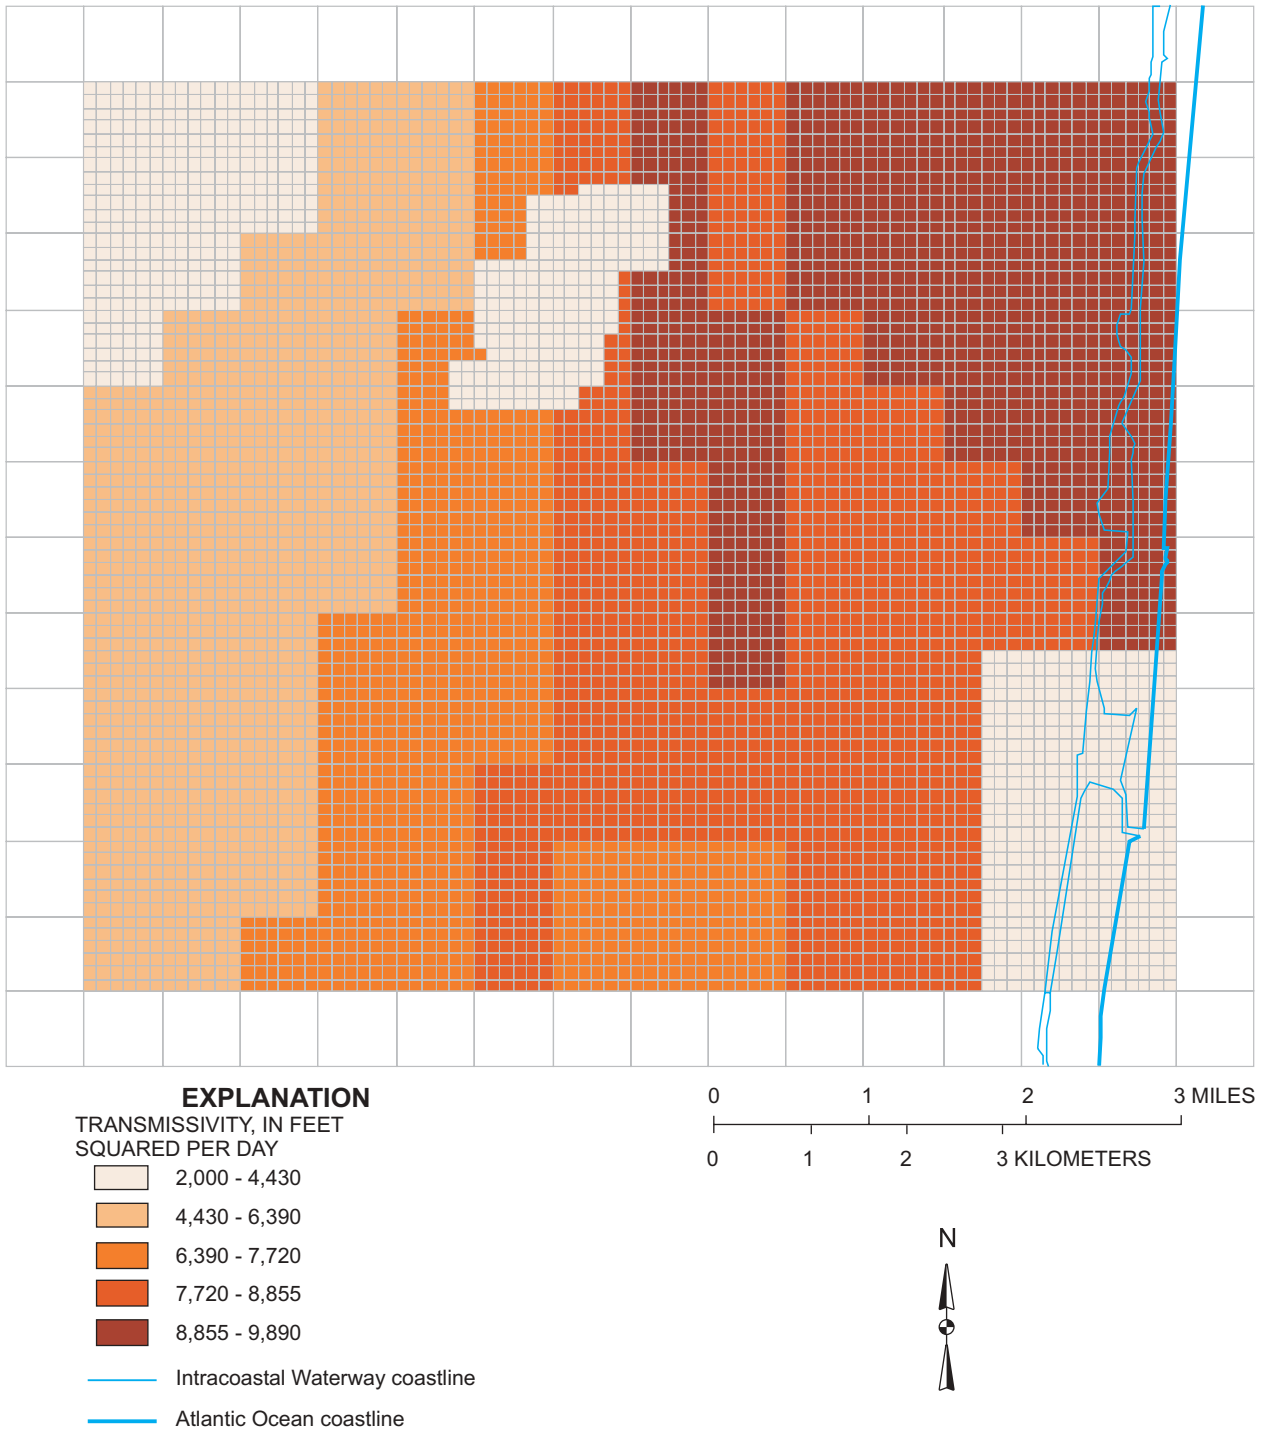 EXPLANATION
TRANSMISSIVITY, IN FEET
SQUARED PER DAY
2,000 - 4,430
4,430 - 6,390
6,390 - 7,720
7,720 - 8,855
8,855 - 9,890
Intracoastal Waterway coastline
Atlantic Ocean coastline
0 1 2 3 MILES
0 1 2 3 KILOMETERS
N